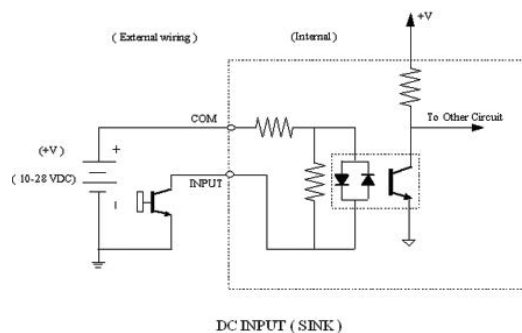 +V
( External wiring)
(Internal)
COM
To Other Circuit
(+V)
+
( 10-28 VDC)
INPUT
DC INPUT ( SINK )